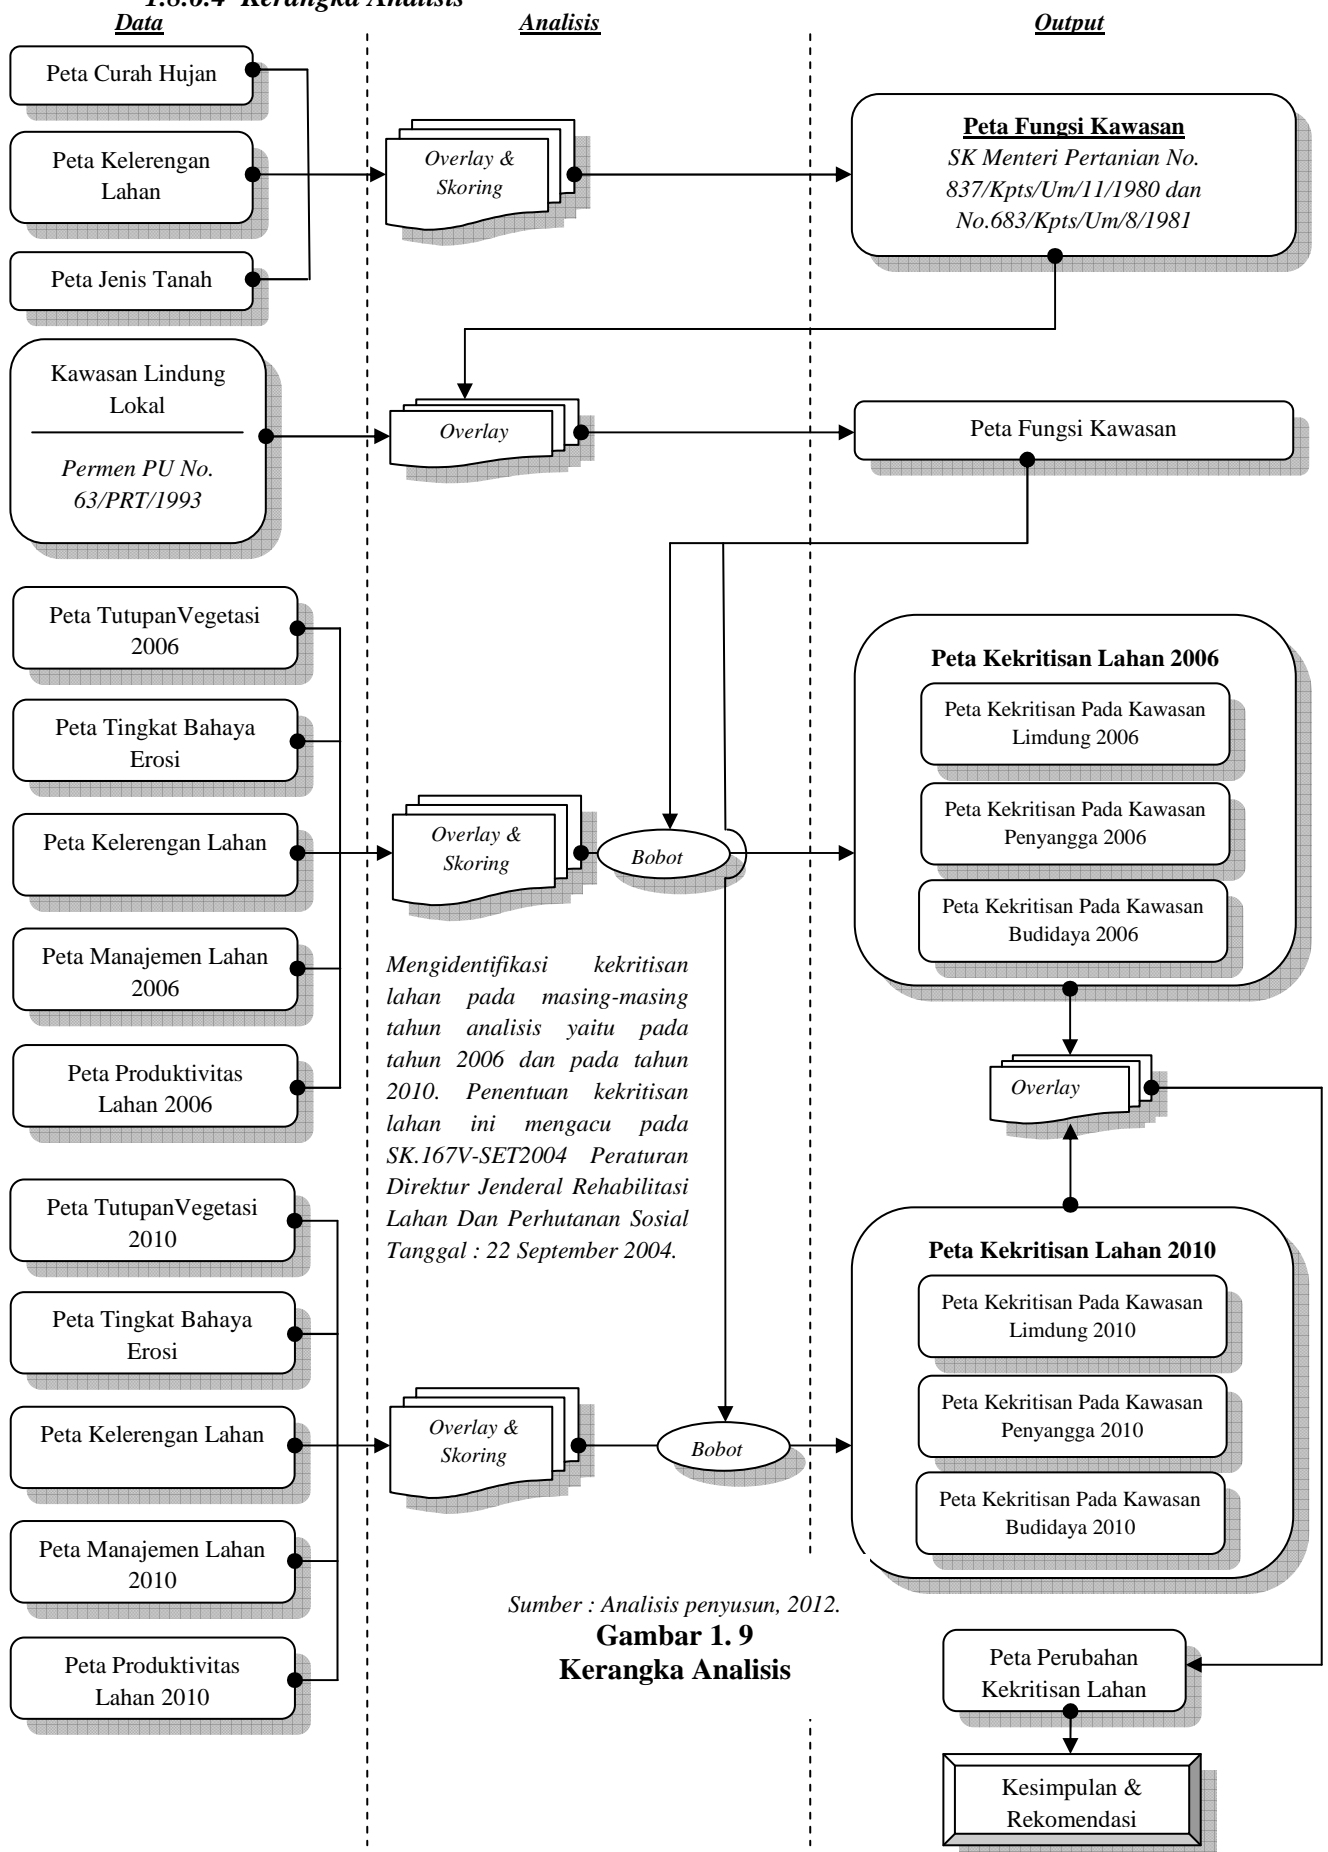 1.8.6.4 Kerangka Analisis
Data
Analisis
Output
Peta Curah Hujan
Peta Kelerengan
Lahan
Peta Jenis Tanah
Overlay &
Skoring
Peta Fungsi Kawasan
SK Menteri Pertanian No.
837/Kpts/Um/11/1980 dan
No.683/Kpts/Um/8/1981
Kawasan Lindung
Lokal
Permen PU No.
63/PRT/1993
Overlay
Peta Fungsi Kawasan
Peta TutupanVegetasi
2006
Peta Tingkat Bahaya
Erosi
Peta Kelerengan Lahan
Peta Manajemen Lahan
2006
Peta Produktivitas
Lahan 2006
Overlay &
Skoring
Bobot
Peta Kekritisan Lahan 2006
Peta Kekritisan Pada Kawasan
Limdung 2006
Peta Kekritisan Pada Kawasan
Penyangga 2006
Peta Kekritisan Pada Kawasan
Budidaya 2006
Mengidentifikasi kekritisan
lahan pada masing-masing
tahun analisis yaitu pada
tahun 2006 dan pada tahun
2010. Penentuan kekritisan
lahan ini mengacu pada
SK.167V-SET2004 Peraturan
Direktur Jenderal Rehabilitasi
Lahan Dan Perhutanan Sosial
Tanggal : 22 September 2004.
Overlay
Peta TutupanVegetasi
2010
Peta Tingkat Bahaya
Erosi
Peta Kelerengan Lahan
Peta Manajemen Lahan
2010
Peta Produktivitas
Lahan 2010
Overlay &
Skoring
Bobot
Peta Kekritisan Lahan 2010
Peta Kekritisan Pada Kawasan
Limdung 2010
Peta Kekritisan Pada Kawasan
Penyangga 2010
Peta Kekritisan Pada Kawasan
Budidaya 2010
Sumber : Analisis penyusun, 2012.
Gambar 1. 9
Kerangka Analisis
Peta Perubahan
Kekritisan Lahan
Kesimpulan &
Rekomendasi